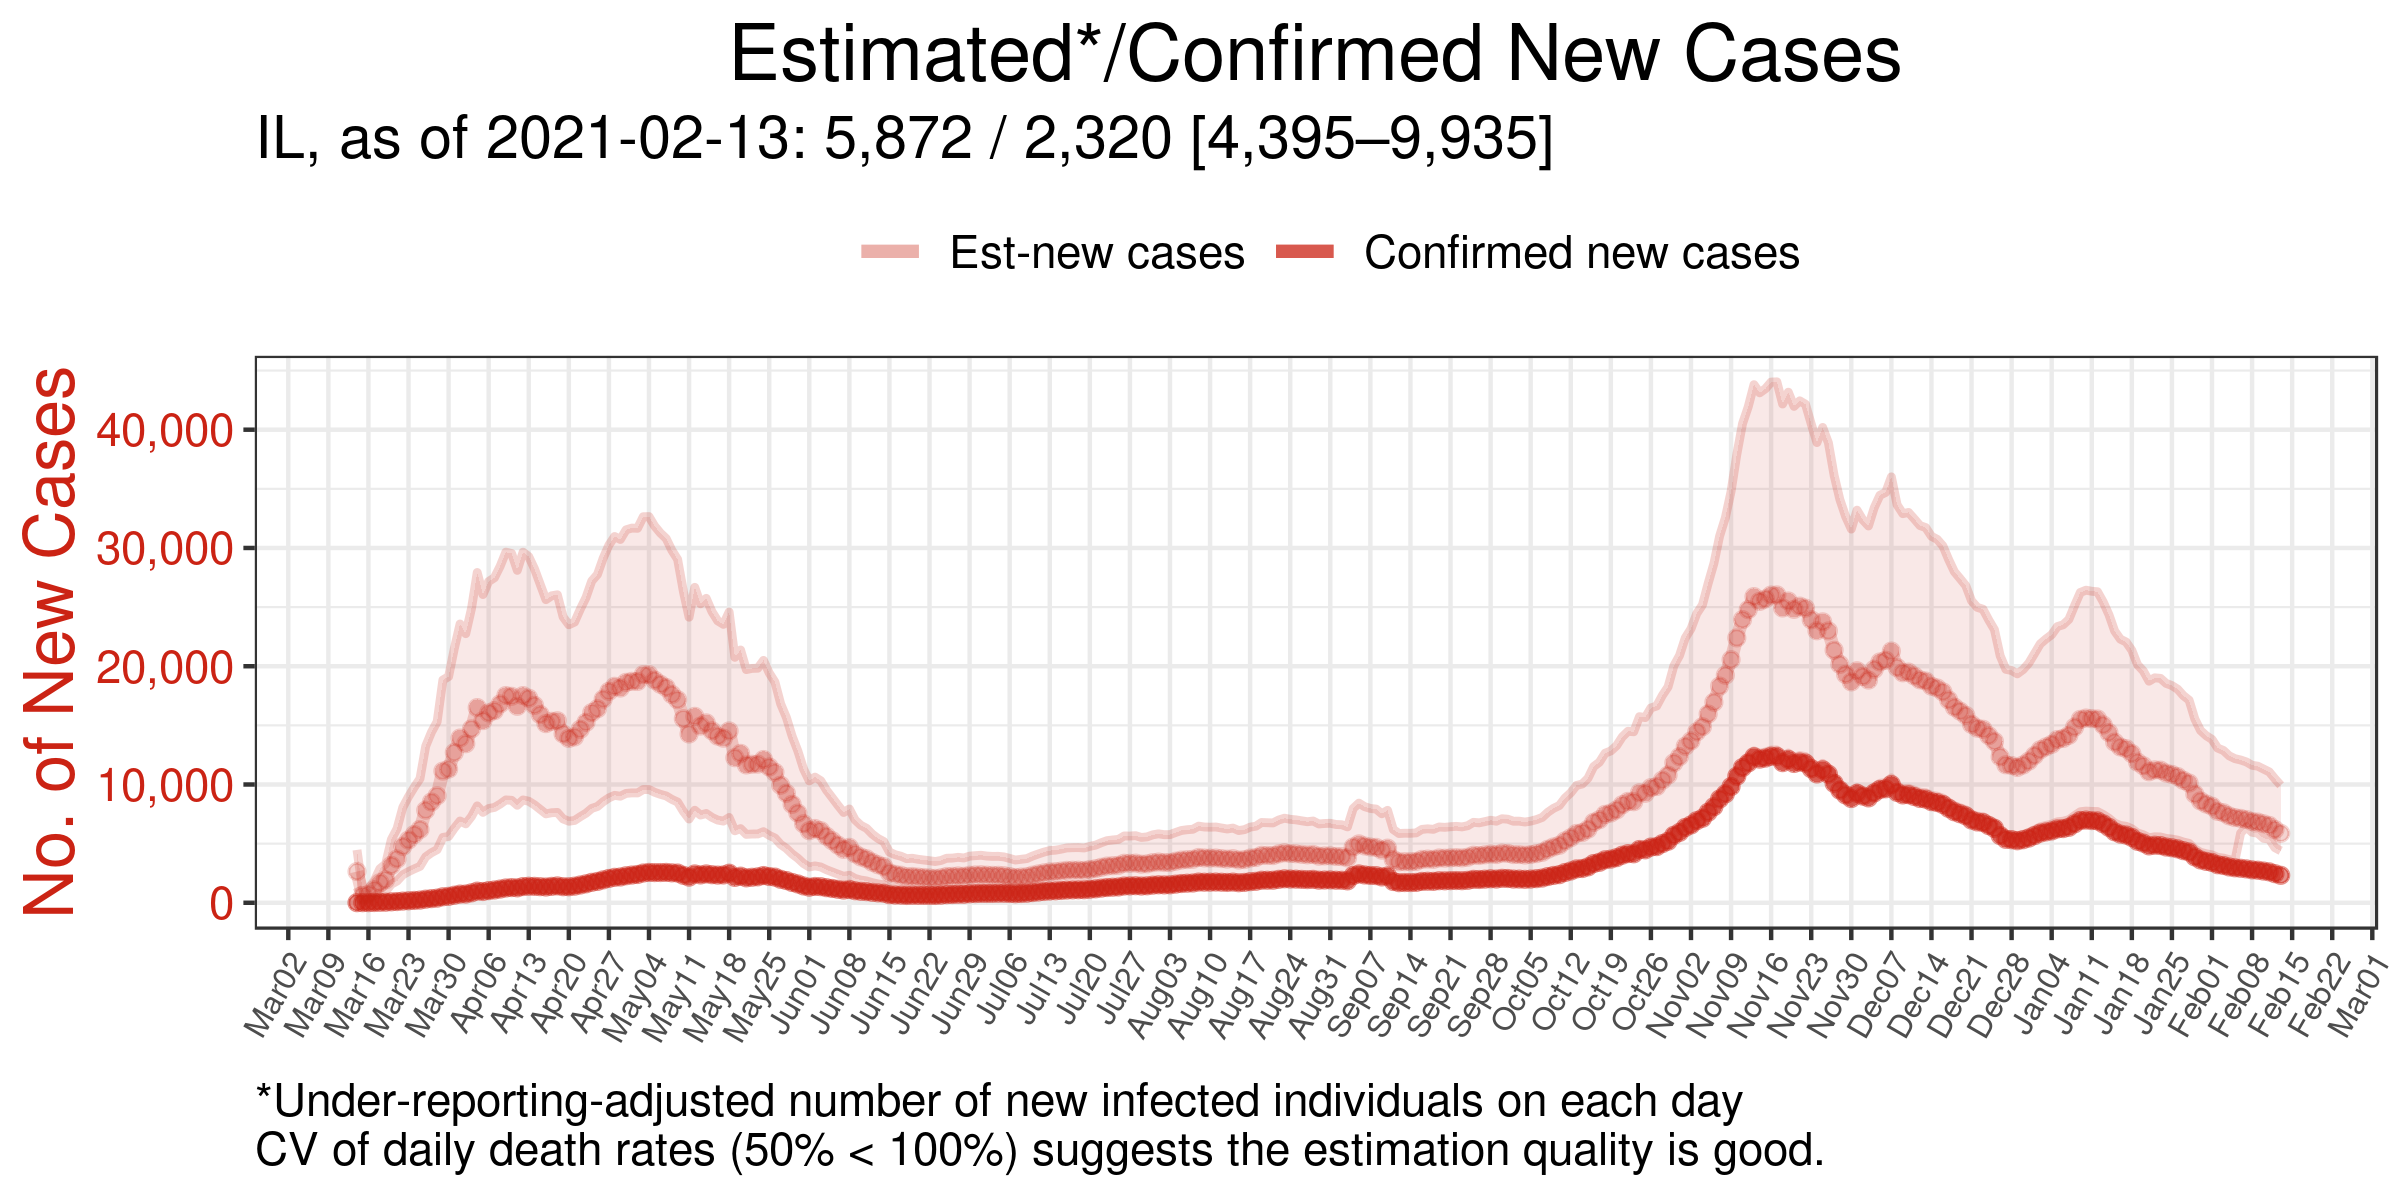 Estimated*/Confirmed New Cases
IL, as of 2021-02-13: 5,872 / 2,320 [4,395–9,935]
Est-new cases
Confirmed new cases
No. of New Cases
40,000
30,000
20,000
10,000
0
Mar02
Mar09
Mar16
Mar23
Mar30
Apr06
Apr13
Apr20
Apr27
May04
May11
May18
May25
Jun01
Jun08
Jun15
Jun22
Jun29
Jul06
Jul13
Jul20
Jul27
Aug03
Aug10
Aug17
Aug24
Aug31
Sep07
Sep14
Sep21
Sep28
Oct05
Oct12
Oct19
Oct26
Nov02
Nov09
Nov16
Nov23
Nov30
Dec07
Dec14
Dec21
Dec28
Jan04
Jan11
Jan18
Jan25
Feb01
Feb08
Feb15
Feb22
Mar01
*Under-reporting-adjusted number of new infected individuals on each day
CV of daily death rates (50% < 100%) suggests the estimation quality is good.